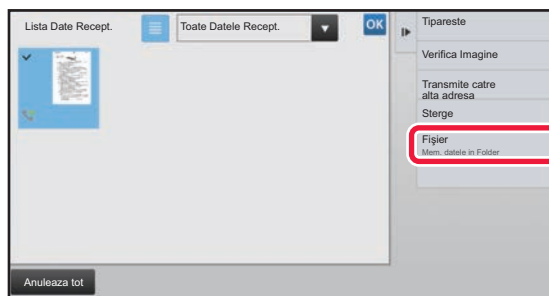 Lista Date Recept.
Toate Datele Recept.
OK
Tipareste
Verifica Imagine
Transmite catre
alta adresa
Sterge
Fişier
Mem. datele in Folder
Anuleaza tot